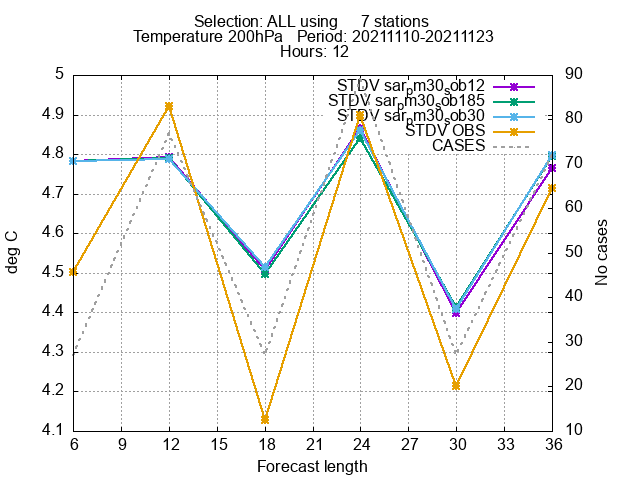 Selection: ALL using 7 stations
Temperature 200hPa Period: 20211110-20211123
Hours: 12
5
4.9
4.8
4.7
4.6
4.5
4.4
4.3
4.2
4.1
deg C
90
80
70
60
50
40
30
20
10
No cases
STDV sar_pm30_sob12
STDV sar_pm30_sob185
STDV sar_pm30_sob30
STDV OBS
CASES
6 9 12 15 18 21 24 27 30 33 36
Forecast length